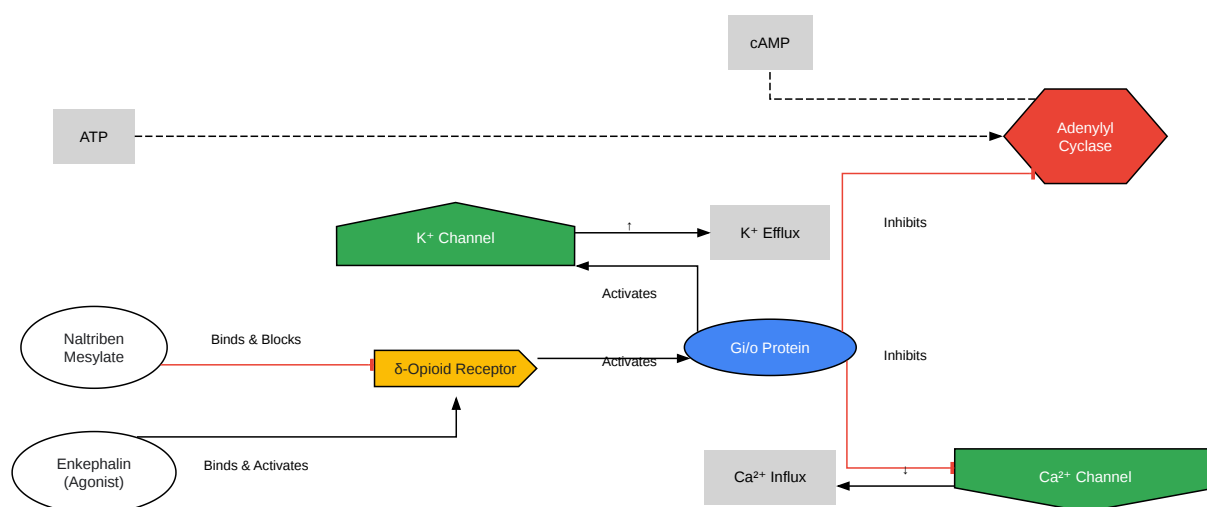 cAMP
ATP
Adenylyl
Cyclase
Inhibits
↑
K⁺ Channel
K⁺ Efflux
Activates
Naltriben
Mesylate
Binds & Blocks
δ-Opioid Receptor
Activates
Gi/o Protein
Inhibits
Enkephalin
(Agonist)
Binds & Activates
Ca²⁺ Influx
↓
Ca²⁺ Channel